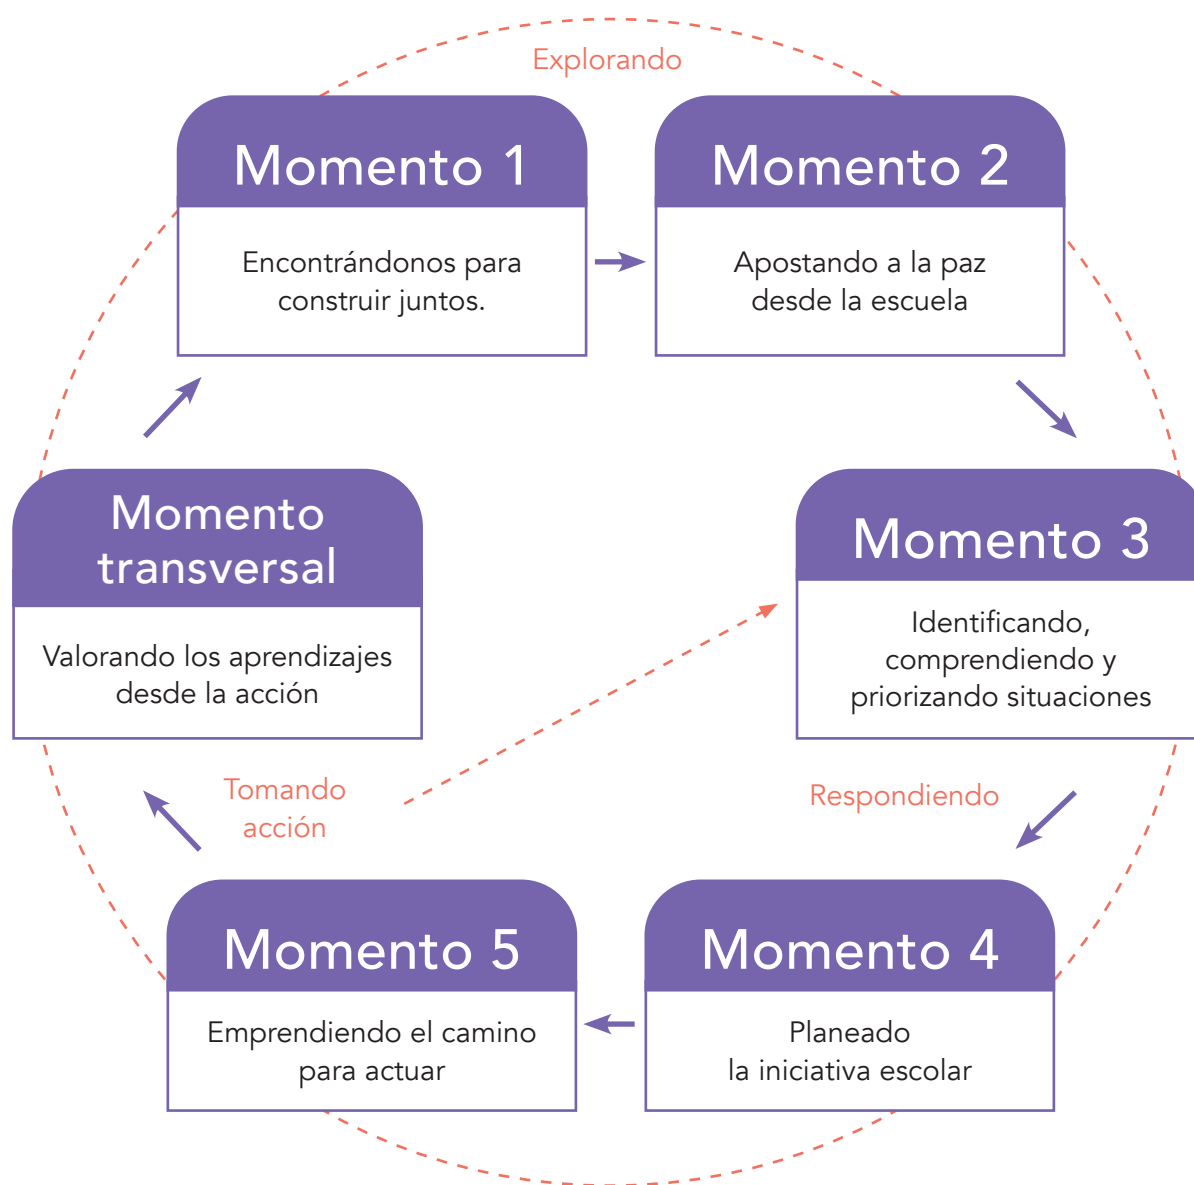 Explorando
Momento 1
Encontrándonos para
construir juntos.
Momento 2
Apostando a la paz
desde la escuela
Momento 3
Identificando,
comprendiendo y
priorizando situaciones
Respondiendo
Momento 4
Planeado
la iniciativa escolar
Momento 5
Emprendiendo el camino
para actuar
Tomando
acción
Momento
transversal
Valorando los aprendizajes
desde la acción